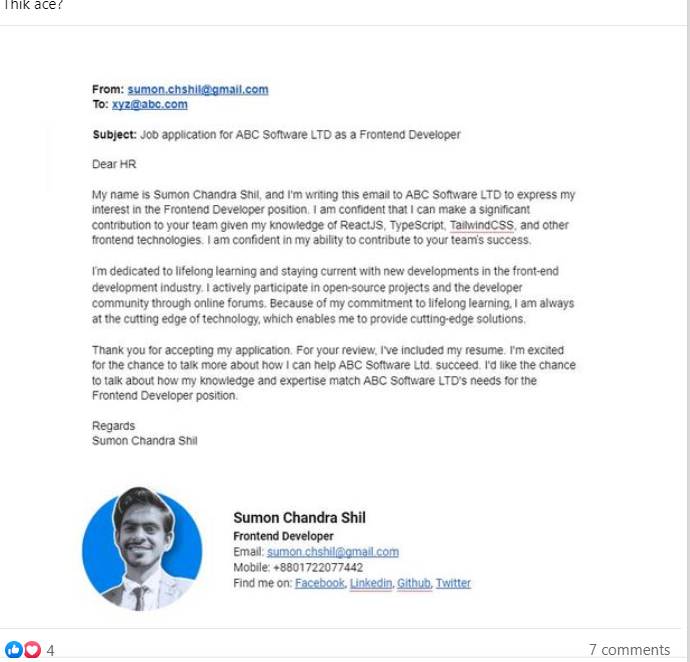 Thik ace?
From: sumon.chshil@gmail.com
To: xyz@abc.com
Subject: Job application for ABC Software LTD as a Frontend Developer
Dear HR
My name is Sumon Chandra Shil, and I'm writing this email to ABC Software LTD to express my
interest in the Frontend Developer position. I am confident that I can make a significant
contribution to your team given my knowledge of ReactJS, TypeScript, TailwindCSS, and other
frontend technologies. I am confident in my ability to contribute to your team's success.
I'm dedicated to lifelong learning and staying current with new developments in the front-end
development industry. I actively participate in open-source projects and the developer
community through online forums. Because of my commitment to lifelong learning, I am always
at the cutting edge of technology, which enables me to provide cutting-edge solutions.
Thank you for accepting my application. For your review, I've included my resume. I'm excited
for the chance to talk more about how I can help ABC Software Ltd. succeed. I'd like the chance
to talk about how my knowledge and expertise match ABC Software LTD's needs for the
Frontend Developer position.
Regards
Sumon Chandra Shil
Sumon Chandra Shil
Frontend Developer
Email: sumon.chshil@gmail.com
Mobile: +8801722077442
Find me on: Facebook, Linkedin, Github, Twitter
4
7 comments